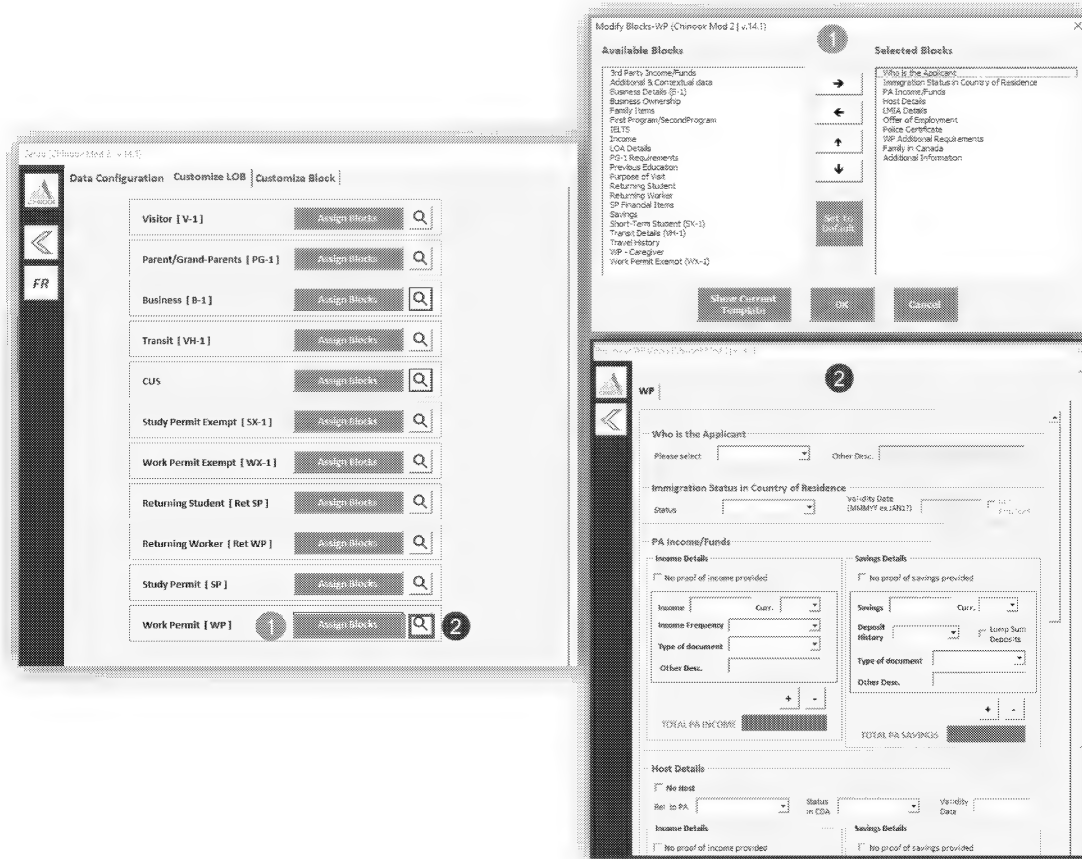 Setup (Chinook Mod 2 | v.14.1)
CHINOOK
FR
Data Configuration
Customize LOB
Customize Block
Visitor [ V-1 ]
Assign Blocks
Parent/Grand-Parents [ PG-1 ]
Assign Blocks
Business [ B-1 ]
Assign Blocks
Transit [ VH-1 ]
Assign Blocks
CUS
Assign Blocks
Study Permit Exempt [ SX-1 ]
Assign Blocks
Work Permit Exempt [ WX-1 ]
Assign Blocks
Returning Student [ Ret SP ]
Assign Blocks
Returning Worker [ Ret WP ]
Assign Blocks
Study Permit [ SP ]
Assign Blocks
Work Permit [ WP ]
1
Assign Blocks
2
Modify Blocks-WP (Chinook Mod 2 | v.14.1)
1
Available Blocks
3rd Party Income/Funds
Additional & Contextual data
Business Details (B-1)
Business Ownership
Family Items
First Program/SecondProgram
IELTS
Income
LOA Details
PG-1 Requirements
Previous Education
Purpose of Visit
Returning Student
Returning Worker
SP Financial Items
Savings
Short-Term Student (SX-1)
Transit Details (VH-1)
Travel History
WP - Caregiver
Work Permit Exempt (WX-1)
Set to
Default
Selected Blocks
Who is the Applicant
Immigration Status in Country of Residence
PA Income/Funds
Host Details
LMIA Details
Offer of Employment
Police Certificate
WP Additional Requirements
Family in Canada
Additional Information
Show Current
Template
OK
Cancel
2
WP
Who is the Applicant
Please select
Other Desc.
Immigration Status in Country of Residence
Status
Validity Date
(MMMYY ex:JAN17)
PA Income/Funds
Income Details
No proof of income provided
Income
Curr.
Income Frequency
Type of document
Other Desc.
+
-
TOTAL PA INCOME
Savings Details
No proof of savings provided
Savings
Curr.
Deposit
History
Lump Sum
Deposits
Type of document
Other Desc.
+
-
TOTAL PA SAVINGS
Host Details
No Host
Rel. to PA
Status
in CDA
Validity
Date
Income Details
No proof of income provided
Savings Details
No proof of savings provided